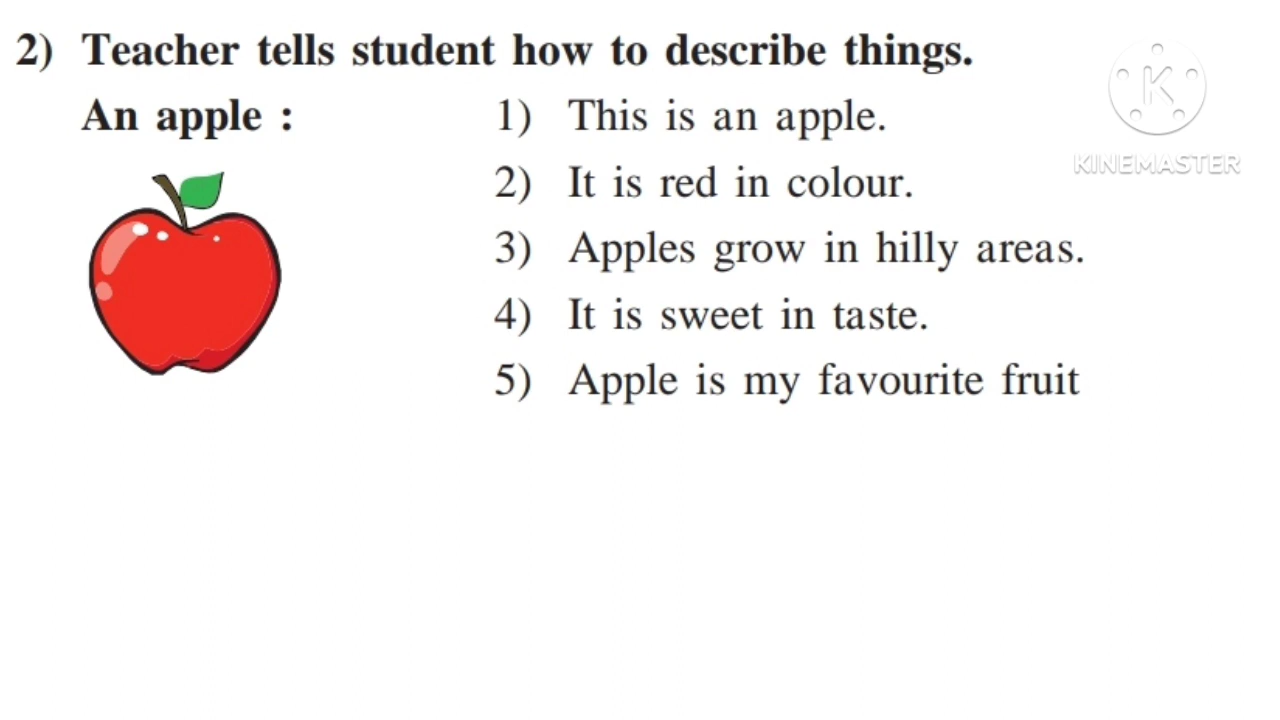 2) Teacher tells student how to describe things.
An apple :
1) This is an apple.
2) It is red in colour.
3) Apples grow in hilly areas.
4) It is sweet in taste.
5) Apple is my favourite fruit
K
KINEMASTER